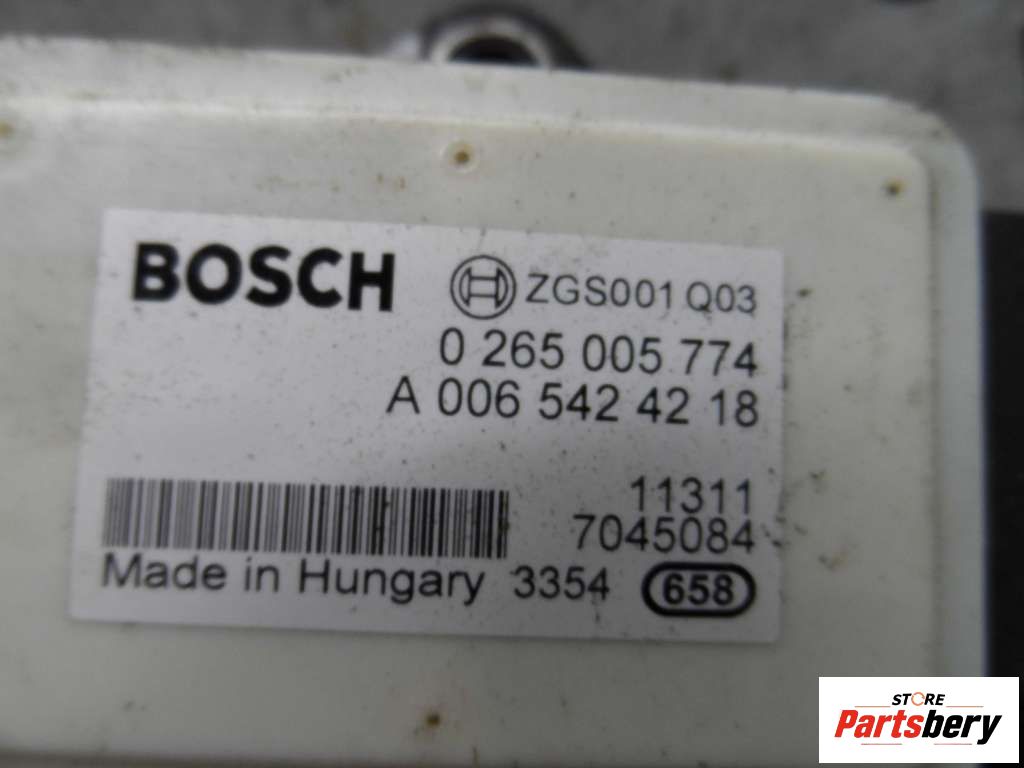 BOSCH ZGS001 Q03
0 265 005 774
A 006 542 42 18
11311
7045084
Made in Hungary 3354 658
STORE
Partsbery